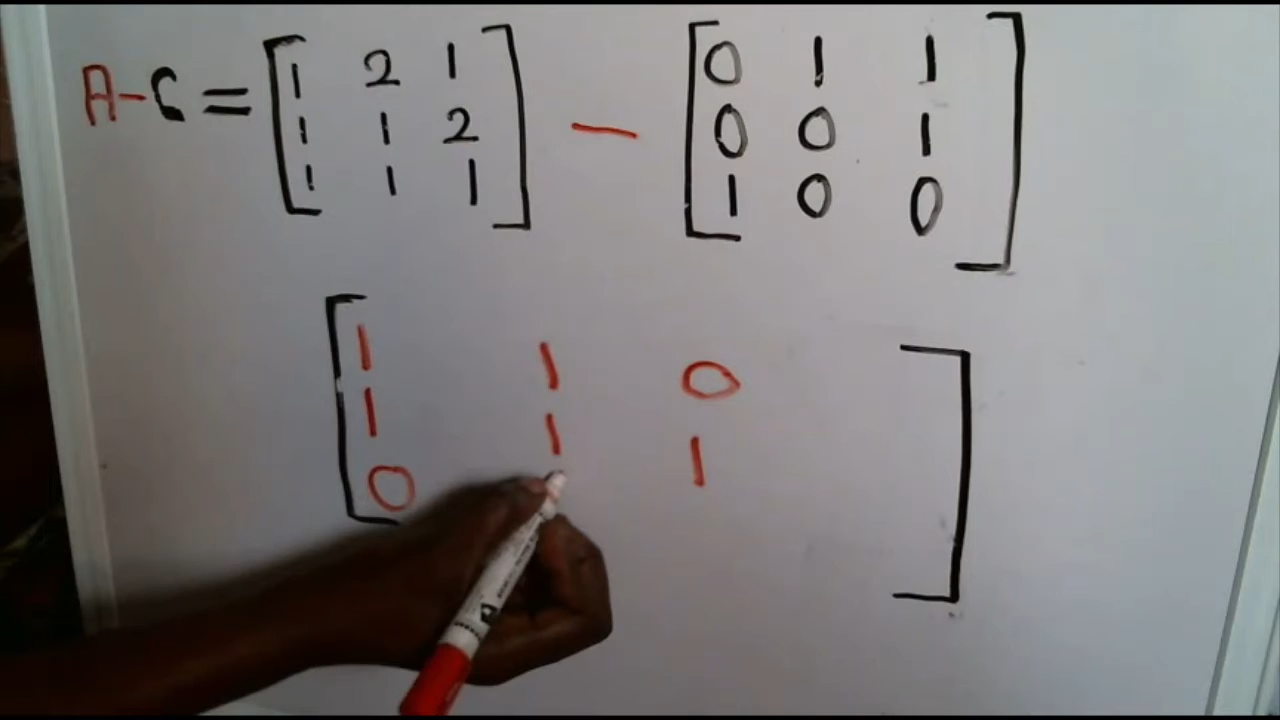 A-C = [1 2 1] - [0 1 1]
[1 1 2] [0 0 1]
[1 1 1] [1 0 0]
[1 1 0]
[1 1 1]
[0